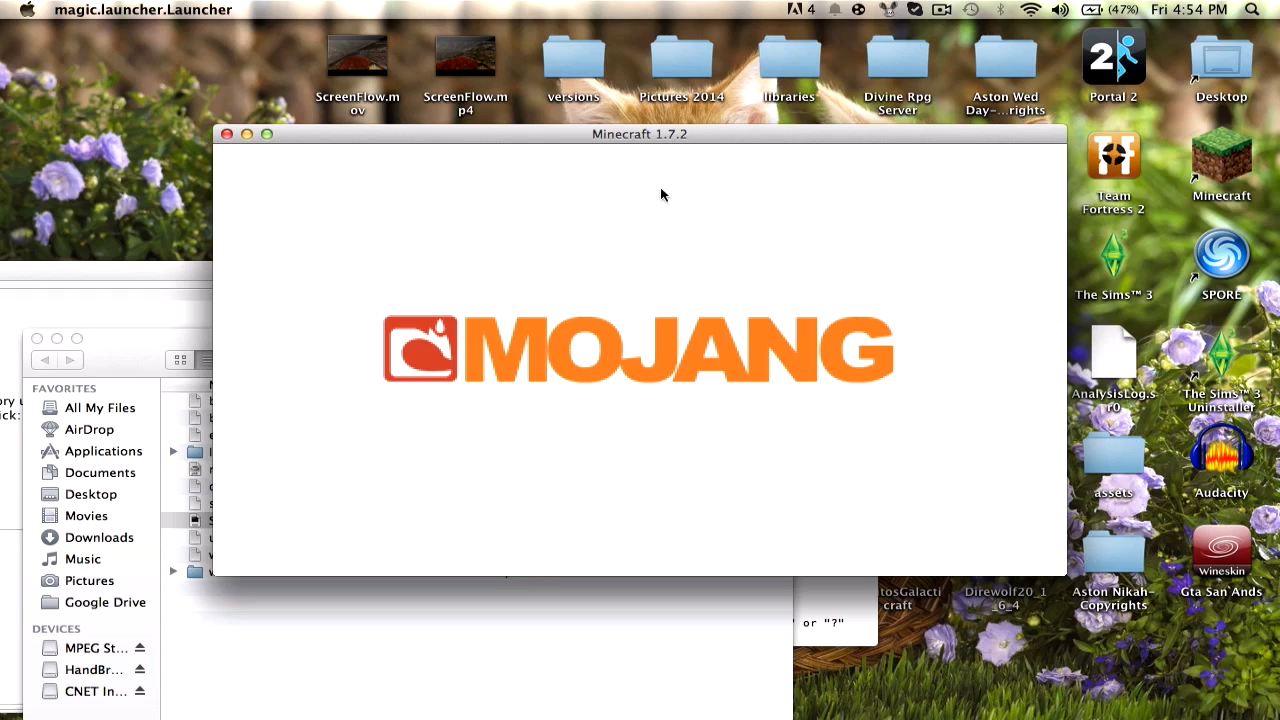 magic.launcher.Launcher
4
(47%)
Fri 4:54 PM
ScreenFlow.m
ov
ScreenFlow.m
p4
versions
Pictures 2014
libraries
Divine Rpg
Server
Aston Wed
Day-...rights
2
Portal 2
Desktop
Minecraft 1.7.2
MOJANG
Team
Fortress 2
Minecraft
The Sims™ 3
SPORE
AnalysisLog.s
r0
The Sims™ 3
Uninstaller
assets
Audacity
Wineskin
Aston Nikah-
Copyrights
Gta San`Ands
Direwolf20_1
_6_4
tosGalacti
craft
" or "?"
ory u
ick:
FAVORITES
All My Files
AirDrop
Applications
Documents
Desktop
Movies
Downloads
Music
Pictures
Google Drive
DEVICES
MPEG St...
HandBr...
CNET In...